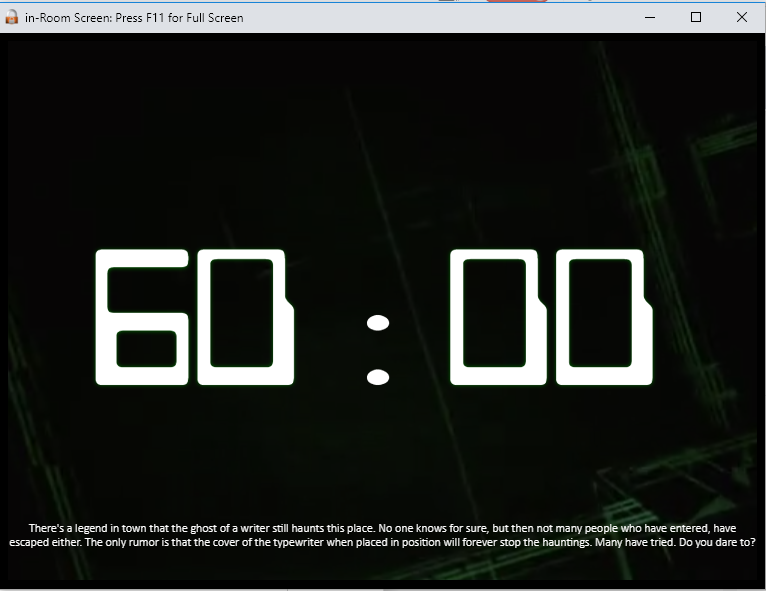 in-Room Screen: Press F11 for Full Screen
60 : 00
There's a legend in town that the ghost of a writer still haunts this place. No one knows for sure, but then not many people who have entered, have
escaped either. The only rumor is that the cover of the typewriter when placed in position will forever stop the hauntings. Many have tried. Do you dare to?